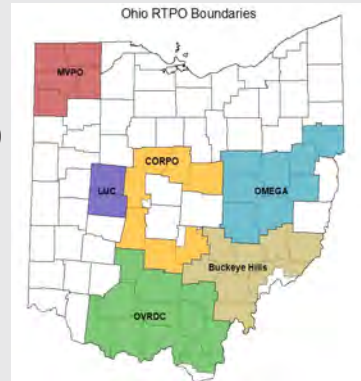 Ohio RTPO Boundaries
MVPO
CORPO
LUC
OMEGA
Buckeye Hills
OVRDC